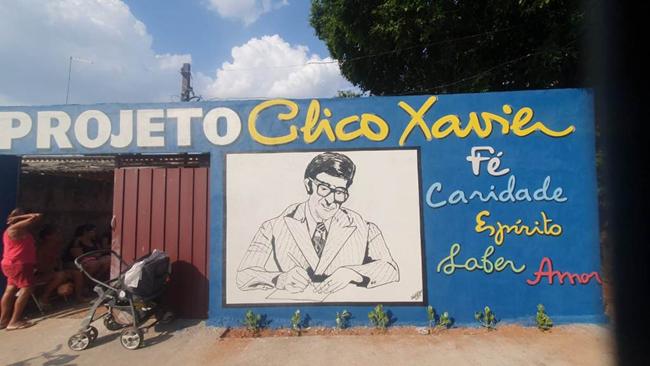 PROJETO Chico Xavier
Fé
Caridade
Espírito
Saber
Amor